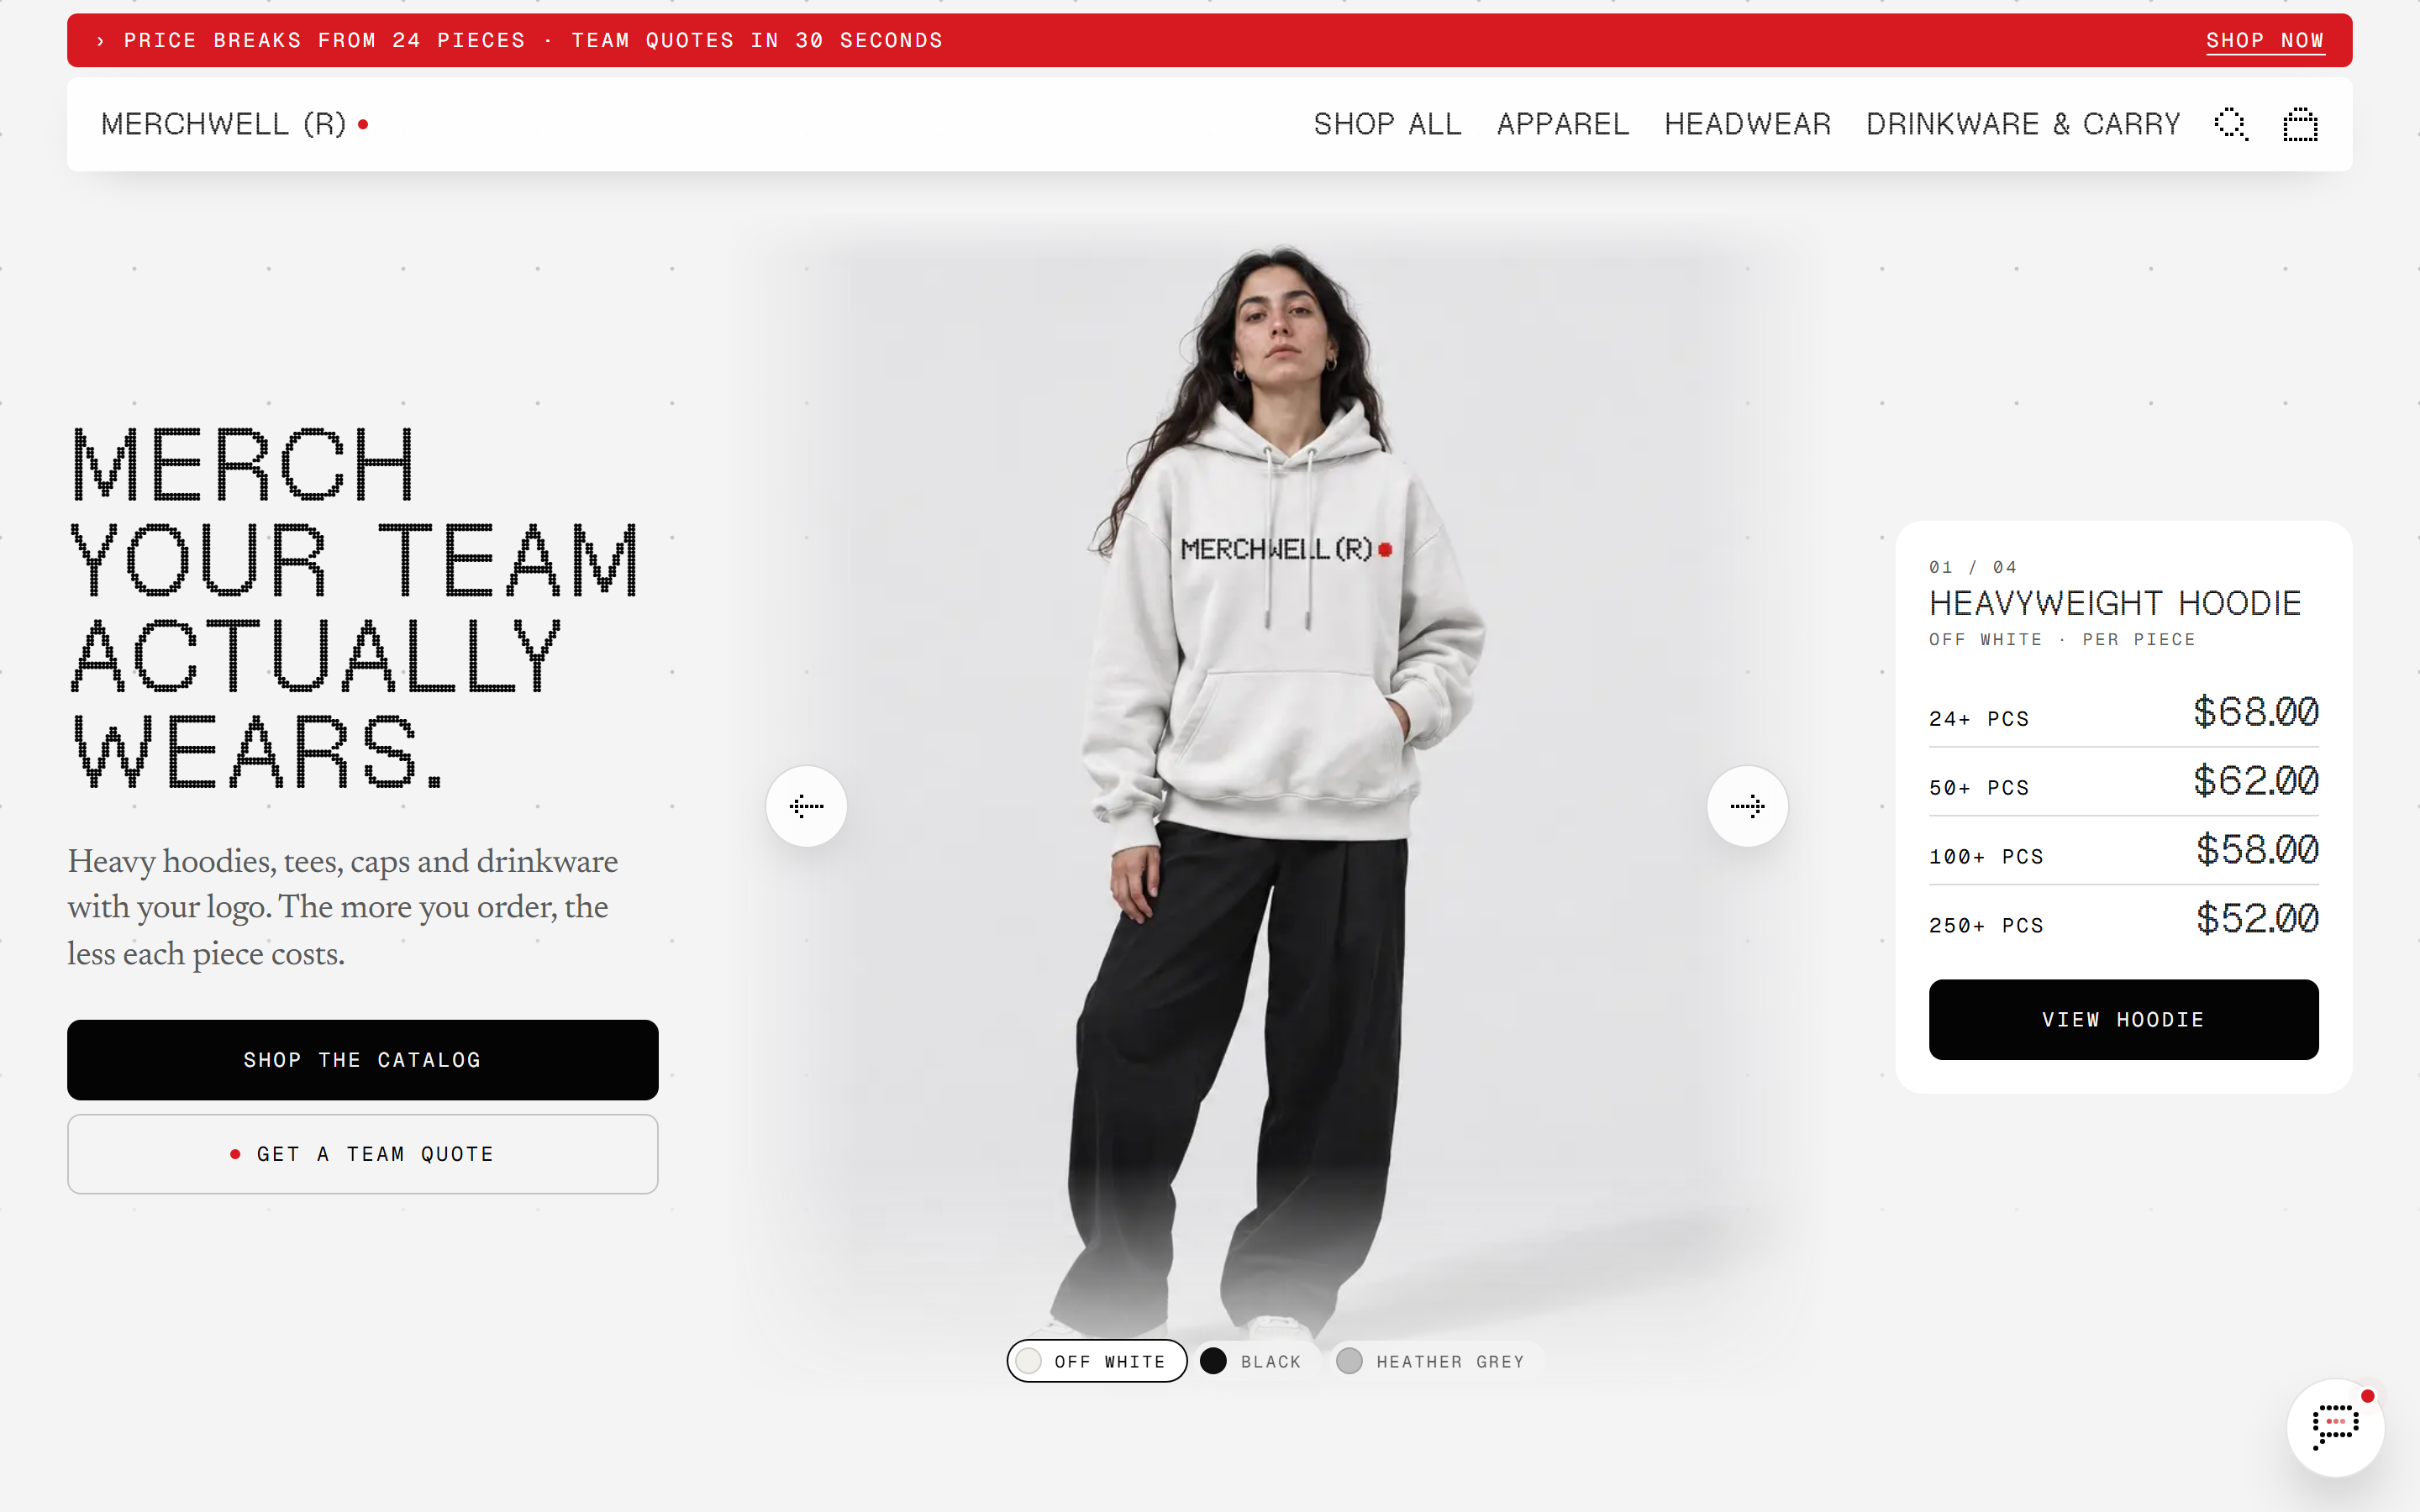 › PRICE BREAKS FROM 24 PIECES · TEAM QUOTES IN 30 SECONDS
SHOP NOW
MERCHWELL (R)
SHOP ALL
APPAREL
HEADWEAR
DRINKWARE & CARRY
MERCH
YOUR TEAM
ACTUALLY
WEARS.
Heavy hoodies, tees, caps and drinkware
with your logo. The more you order, the
less each piece costs.
SHOP THE CATALOG
GET A TEAM QUOTE
MERCHWELL (R)
OFF WHITE
BLACK
HEATHER GREY
01 / 04
HEAVYWEIGHT HOODIE
OFF WHITE · PER PIECE
24+ PCS $68.00
50+ PCS $62.00
100+ PCS $58.00
250+ PCS $52.00
VIEW HOODIE